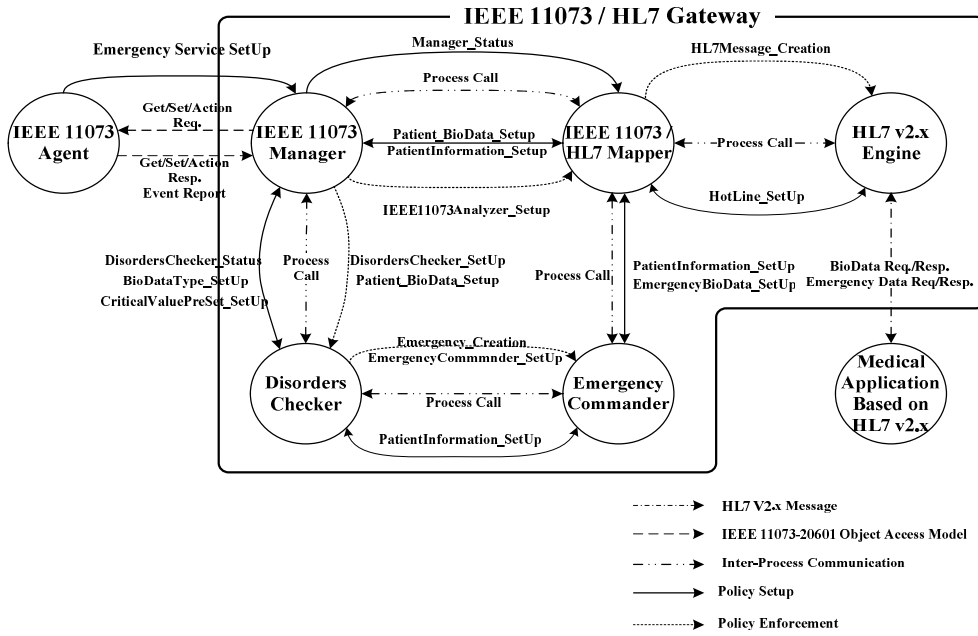 IEEE 11073 / HL7 Gateway
Emergency Service SetUp
Manager_Status
HL7Message_Creation
Process Call
Get/Set/Action
Req.
IEEE 11073
Agent
IEEE 11073
Manager
Patient_BioData_Setup
PatientInformation_Setup
IEEE 11073 /
HL7 Mapper
Process Call
HL7 v2.x
Engine
Get/Set/Action
Resp.
Event Report
IEEE11073Analyzer_Setup
HotLine_SetUp
DisordersChecker_Status
BioDataType_SetUp
CriticalValuePreSet_SetUp
Process
Call
DisordersChecker_SetUp
Patient_BioData_Setup
Process Call
PatientInformation_SetUp
EmergencyBioData_SetUp
BioData Req./Resp.
Emergency Data Req/Resp.
Emergency_Creation
EmergencyCommmnder_SetUp
Disorders
Checker
Process Call
Emergency
Commander
PatientInformation_SetUp
Medical
Application
Based on
HL7 v2.x
HL7 V2.x Message
IEEE 11073-20601 Object Access Model
Inter-Process Communication
Policy Setup
Policy Enforcement